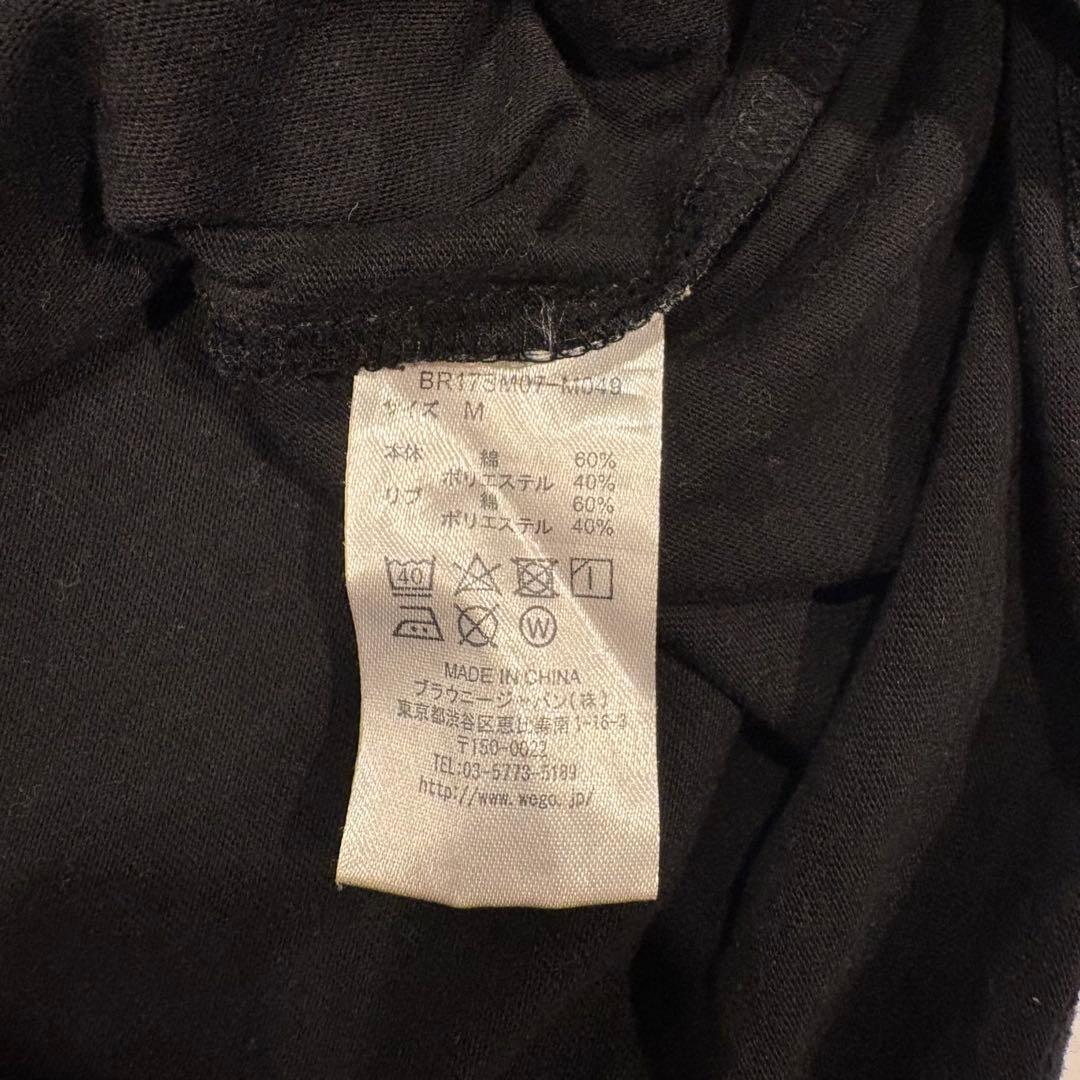 BR17SM07-M049
サイズ M
本体 綿 60%
ポリエステル 40%
リブ 綿 60%
ポリエステル 40%
40
W
MADE IN CHINA
ブラウニージャパン(株)
東京都渋谷区恵比寿南1-16-3
〒150-0022
TEL:03-5773-5189
http://www.wego.jp/